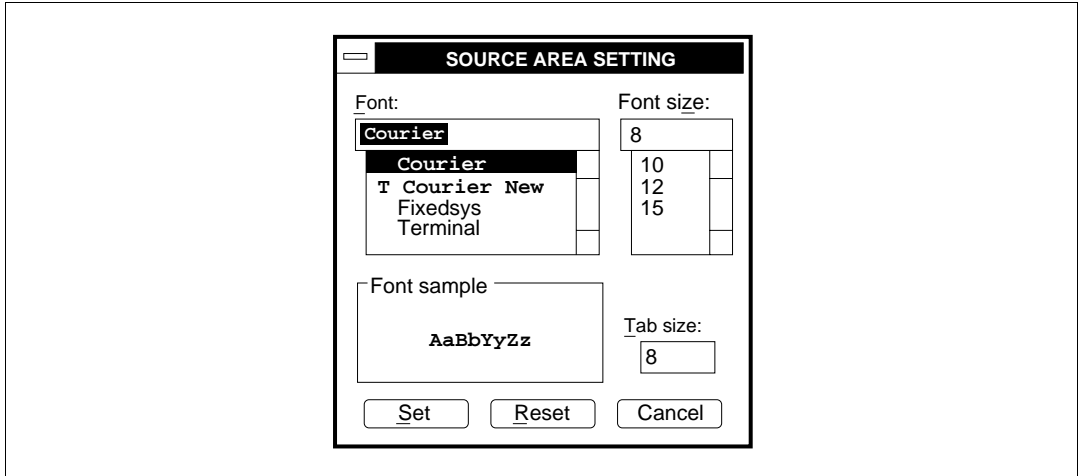 SOURCE AREA SETTING
Font:
Font size:
Courier
8
Courier
T Courier New
Fixedsys
Terminal
10
12
15
Font sample
AaBbYyZz
Tab size:
8
Set
Reset
Cancel